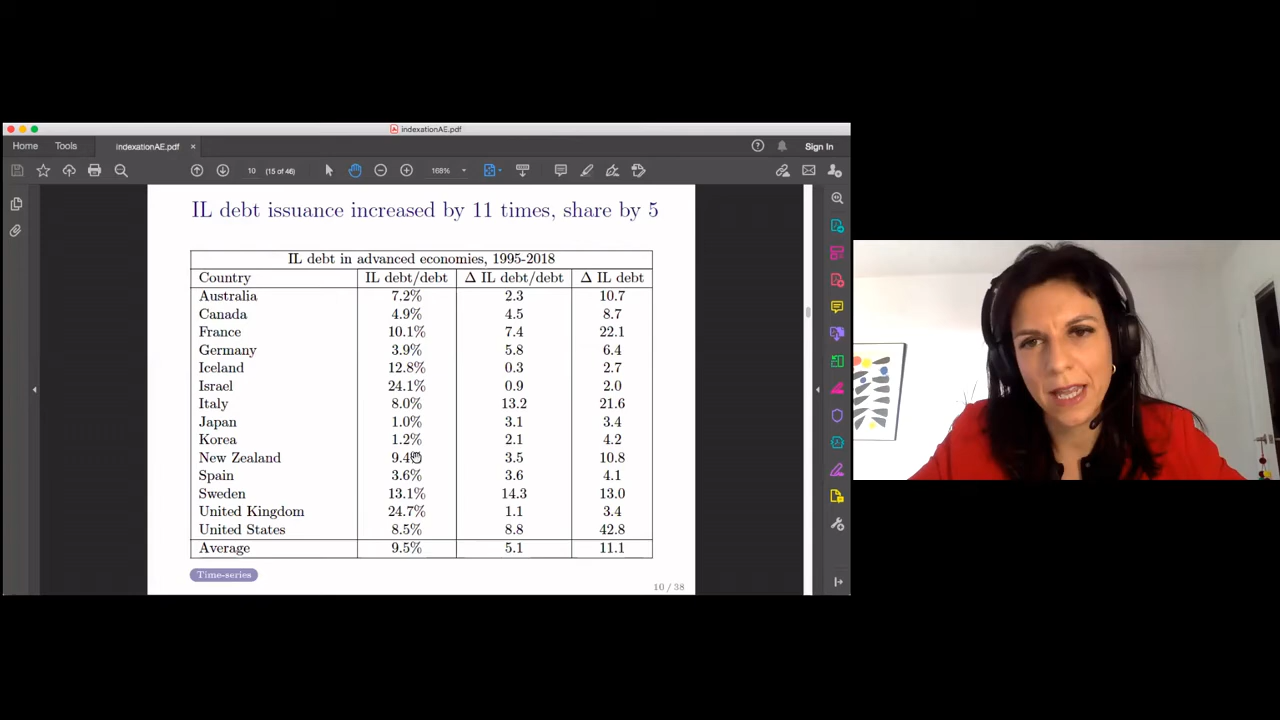 indexationAE.pdf
Home Tools indexationAE.pdf × Sign In
10 (15 of 46) 168%
IL debt issuance increased by 11 times, share by 5
IL debt in advanced economies, 1995-2018
Country IL debt/debt Δ IL debt/debt Δ IL debt
Australia 7.2% 2.3 10.7
Canada 4.9% 4.5 8.7
France 10.1% 7.4 22.1
Germany 3.9% 5.8 6.4
Iceland 12.8% 0.3 2.7
Israel 24.1% 0.9 2.0
Italy 8.0% 13.2 21.6
Japan 1.0% 3.1 3.4
Korea 1.2% 2.1 4.2
New Zealand 9.4% 3.5 10.8
Spain 3.6% 3.6 4.1
Sweden 13.1% 14.3 13.0
United Kingdom 24.7% 1.1 3.4
United States 8.5% 8.8 42.8
Average 9.5% 5.1 11.1
Time-series
10 / 38